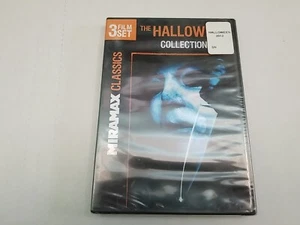 3 FILM
SET
THE HALLOW
COLLECTION
MIRAMAX CLASSICS